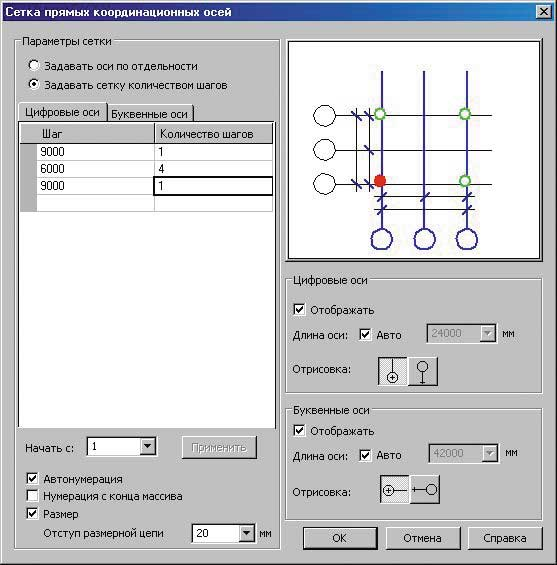 Сетка прямых координационных осей
Параметры сетки
Задавать оси по отдельности
Задавать сетку количеством шагов
Цифровые оси
Буквенные оси
Шаг Количество шагов
9000 1
6000 4
9000 1
Начать с: 1 Применить
Автонумерация
Нумерация с конца массива
Размер
Отступ размерной цепи 20 мм
Цифровые оси
Отображать
Длина оси: Авто 24000 мм
Отрисовка:
Буквенные оси
Отображать
Длина оси: Авто 42000 мм
Отрисовка:
OK Отмена Справка